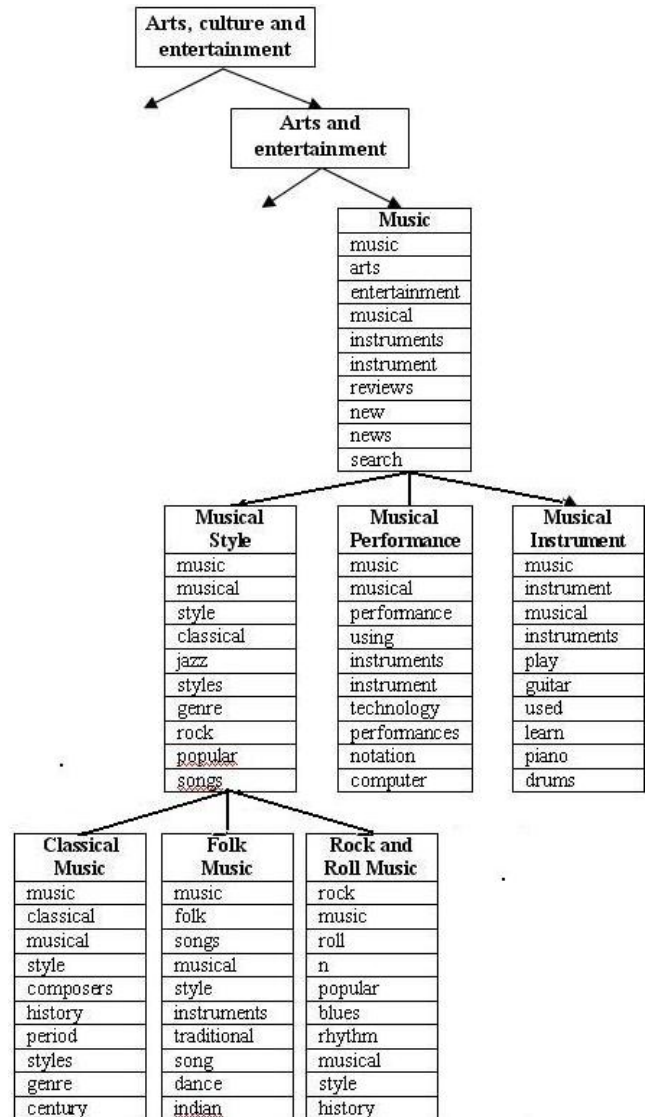 Arts, culture and
entertainment
Arts and
entertainment
Music
music
arts
entertainment
musical
instruments
instrument
reviews
new
news
search
Musical
Style
music
musical
style
classical
jazz
styles
genre
rock
popular
songs
Musical
Performance
music
musical
performance
using
instruments
instrument
technology
performances
notation
computer
Musical
Instrument
music
instrument
musical
instruments
play
guitar
used
learn
piano
drums
Classical
Music
music
classical
musical
style
composers
history
period
styles
genre
century
Folk
Music
music
folk
songs
musical
style
instruments
traditional
song
dance
indian
Rock and
Roll Music
rock
music
roll
n
popular
blues
rhythm
musical
style
history